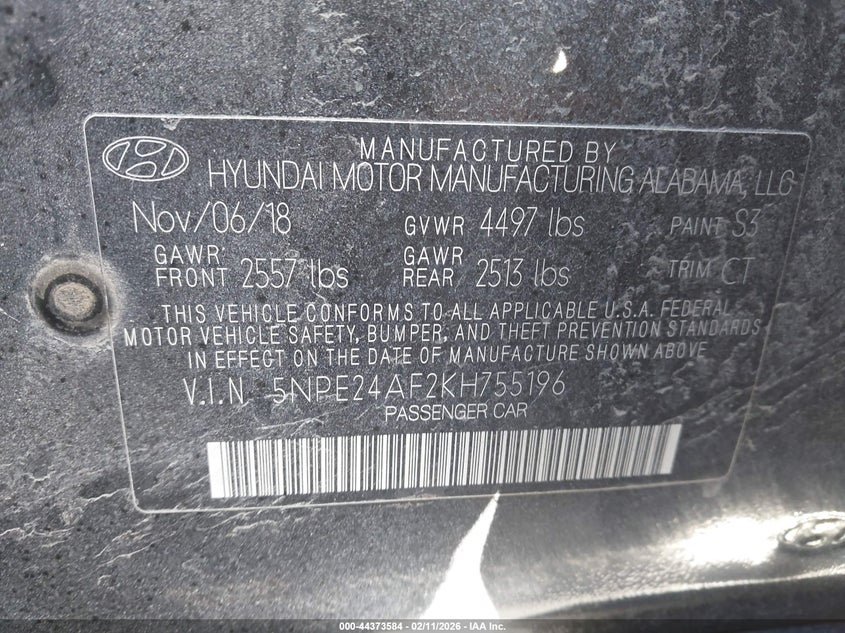 MANUFACTURED BY
HYUNDAI MOTOR MANUFACTURING ALABAMA, LLC
Nov/06/18 GVWR 4497 lbs PAINT S3
GAWR: FRONT 2557 lbs GAWR REAR 2513 lbs TRIM CT
THIS VEHICLE CONFORMS TO ALL APPLICABLE U.S.A. FEDERAL
MOTOR VEHICLE SAFETY, BUMPER, AND THEFT PREVENTION STANDARDS
IN EFFECT ON THE DATE OF MANUFACTURE SHOWN ABOVE
V.I.N 5NPE24AF2KH755196
PASSENGER CAR
000-44373584 - 02/11/2026 - IAA Inc.